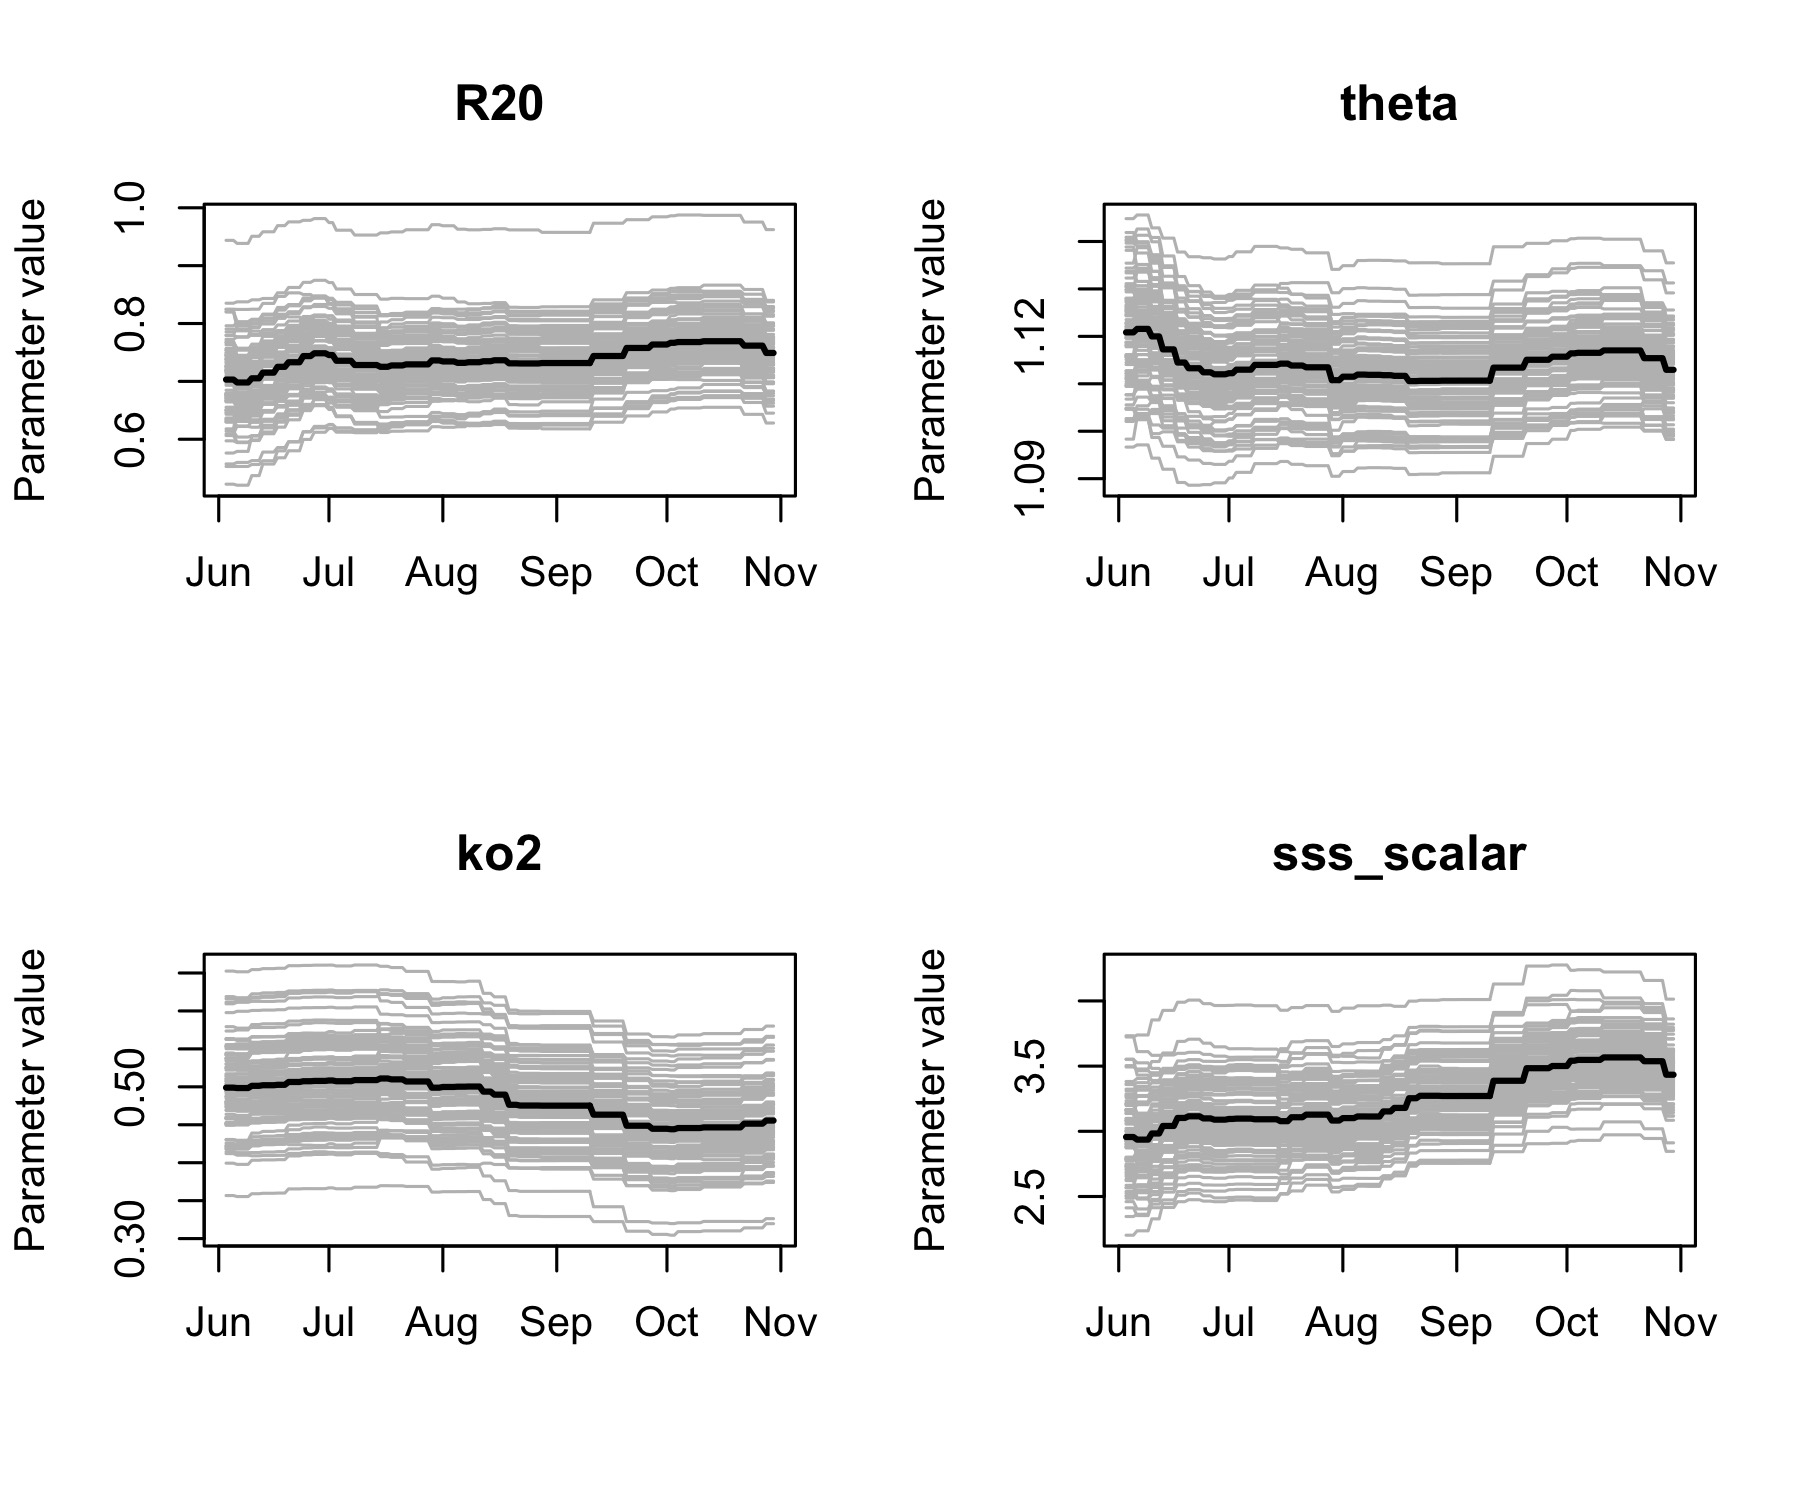 R20
Parameter value
1.0
0.8
0.6
Jun Jul Aug Sep Oct Nov
theta
Parameter value
1.12
1.09
Jun Jul Aug Sep Oct Nov
ko2
Parameter value
0.50
0.30
Jun Jul Aug Sep Oct Nov
sss_scalar
Parameter value
3.5
2.5
Jun Jul Aug Sep Oct Nov